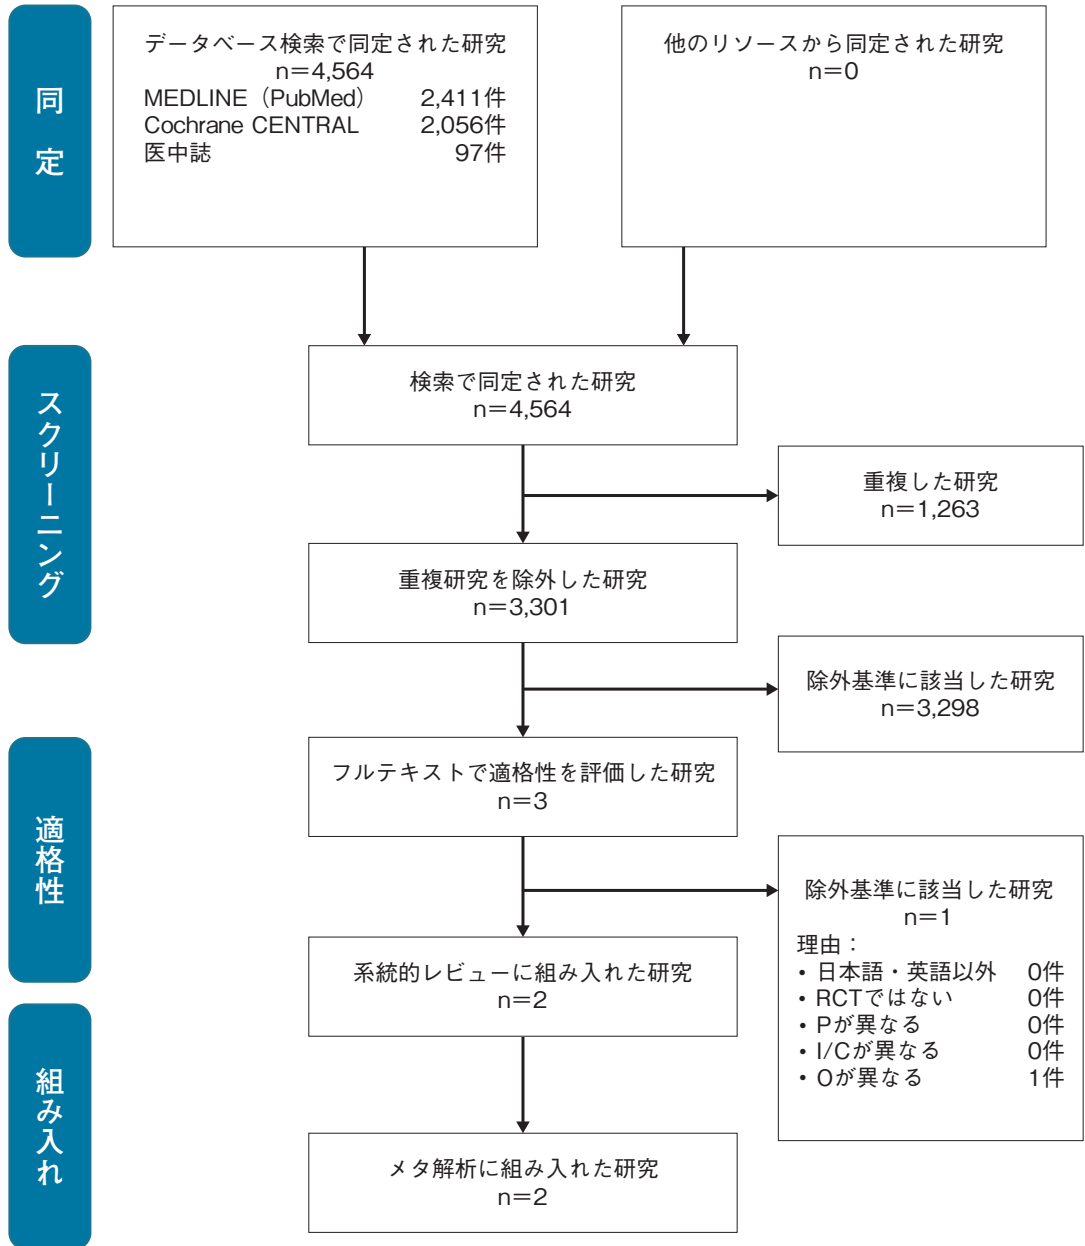 同定
データベース検索で同定された研究
n＝4,564
MEDLINE（PubMed） 2,411件
Cochrane CENTRAL 2,056件
医中誌 97件
他のリソースから同定された研究
n＝0
スクリーニング
検索で同定された研究
n＝4,564
重複した研究
n＝1,263
重複研究を除外した研究
n＝3,301
除外基準に該当した研究
n＝3,298
適格性
フルテキストで適格性を評価した研究
n＝3
除外基準に該当した研究
n＝1
理由：
・日本語・英語以外 0件
・RCTではない 0件
・Pが異なる 0件
・I/Cが異なる 0件
・Oが異なる 1件
系統的レビューに組み入れた研究
n＝2
組み入れ
メタ解析に組み入れた研究
n＝2